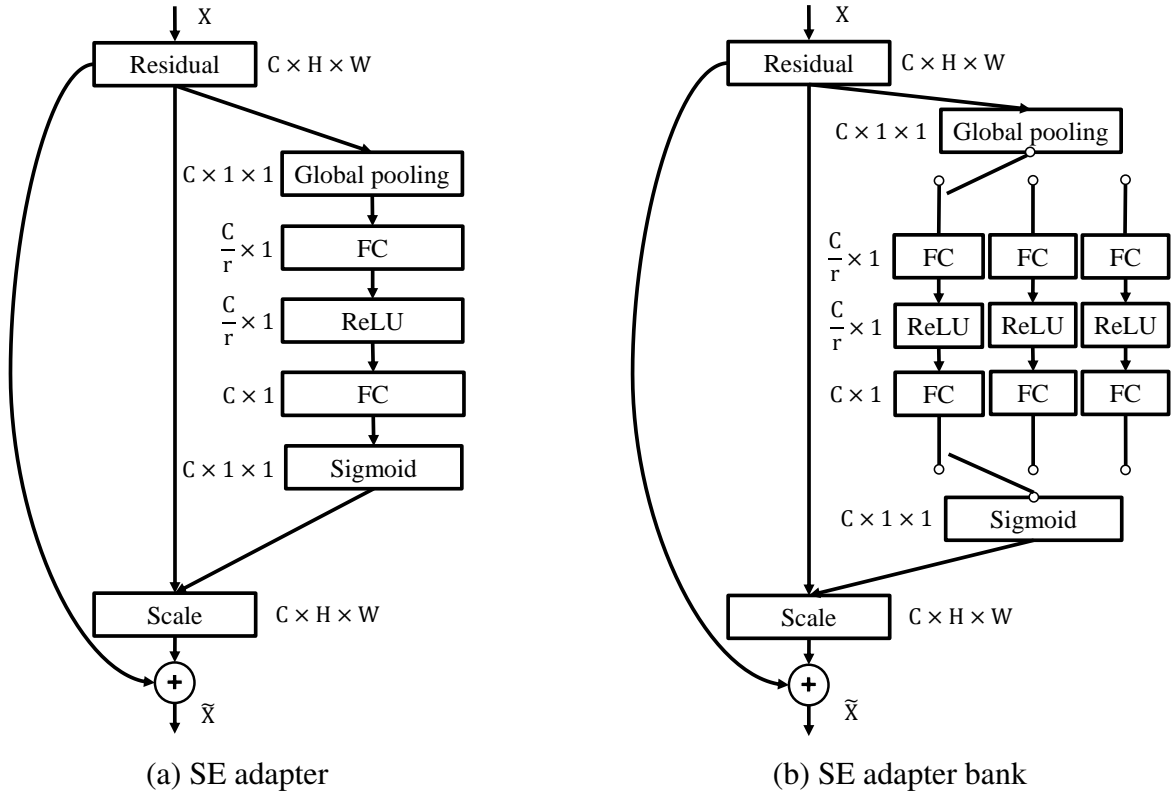 X
Residual
C × H × W
C × 1 × 1
Global pooling
C/r × 1
FC
C/r × 1
ReLU
C × 1
FC
C × 1 × 1
Sigmoid
Scale
C × H × W
+
X̃
(a) SE adapter
X
Residual
C × H × W
C × 1 × 1
Global pooling
C/r × 1
FC FC FC
C/r × 1
ReLU ReLU ReLU
C × 1
FC FC FC
C × 1 × 1
Sigmoid
Scale
C × H × W
+
X̃
(b) SE adapter bank